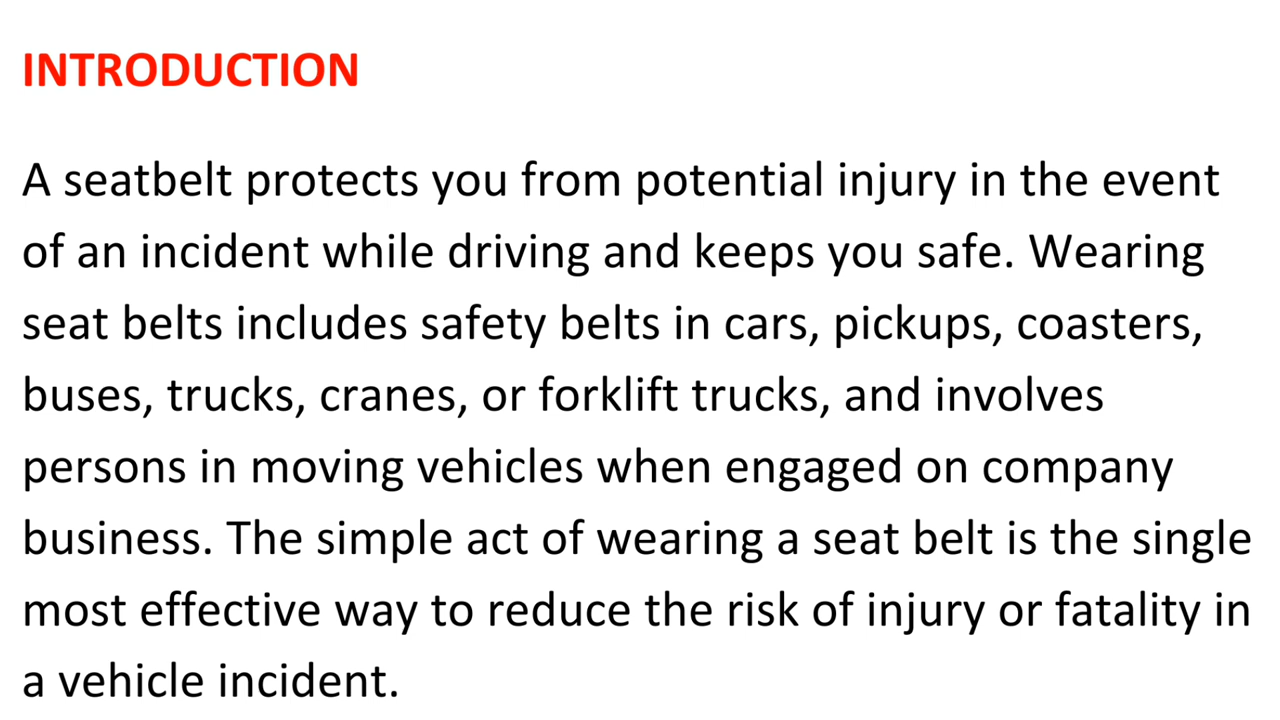 INTRODUCTION
A seatbelt protects you from potential injury in the event
of an incident while driving and keeps you safe. Wearing
seat belts includes safety belts in cars, pickups, coasters,
buses, trucks, cranes, or forklift trucks, and involves
persons in moving vehicles when engaged on company
business. The simple act of wearing a seat belt is the single
most effective way to reduce the risk of injury or fatality in
a vehicle incident.